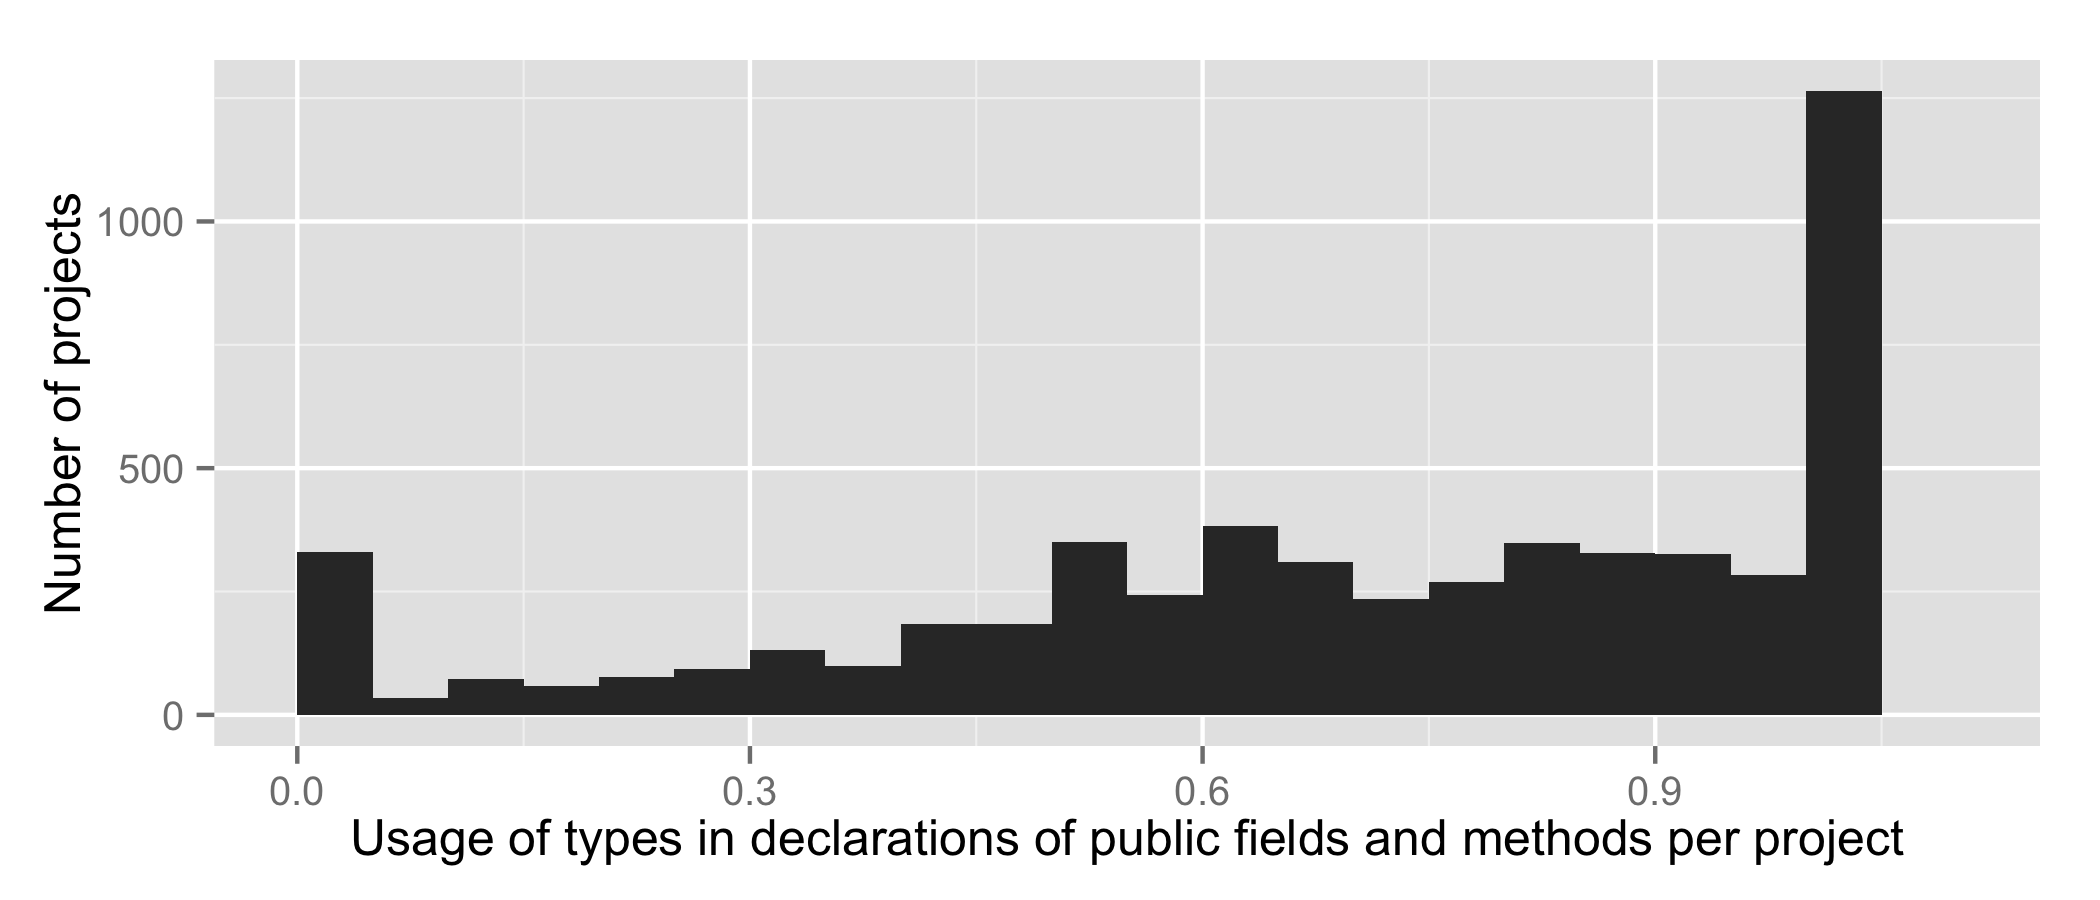 Number of projects
1000
500
0
0.0 0.3 0.6 0.9
Usage of types in declarations of public fields and methods per project